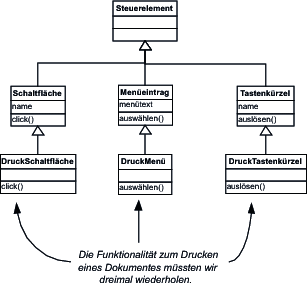 Steuerelement
Schaltfläche
name
click()
Menüeintrag
menütext
auswählen()
Tastenkürzel
name
auslösen()
DruckSchaltfläche
click()
DruckMenü
auswählen()
DruckTastenkürzel
auslösen()
Die Funktionalität zum Drucken
eines Dokumentes müssten wir
dreimal wiederholen.